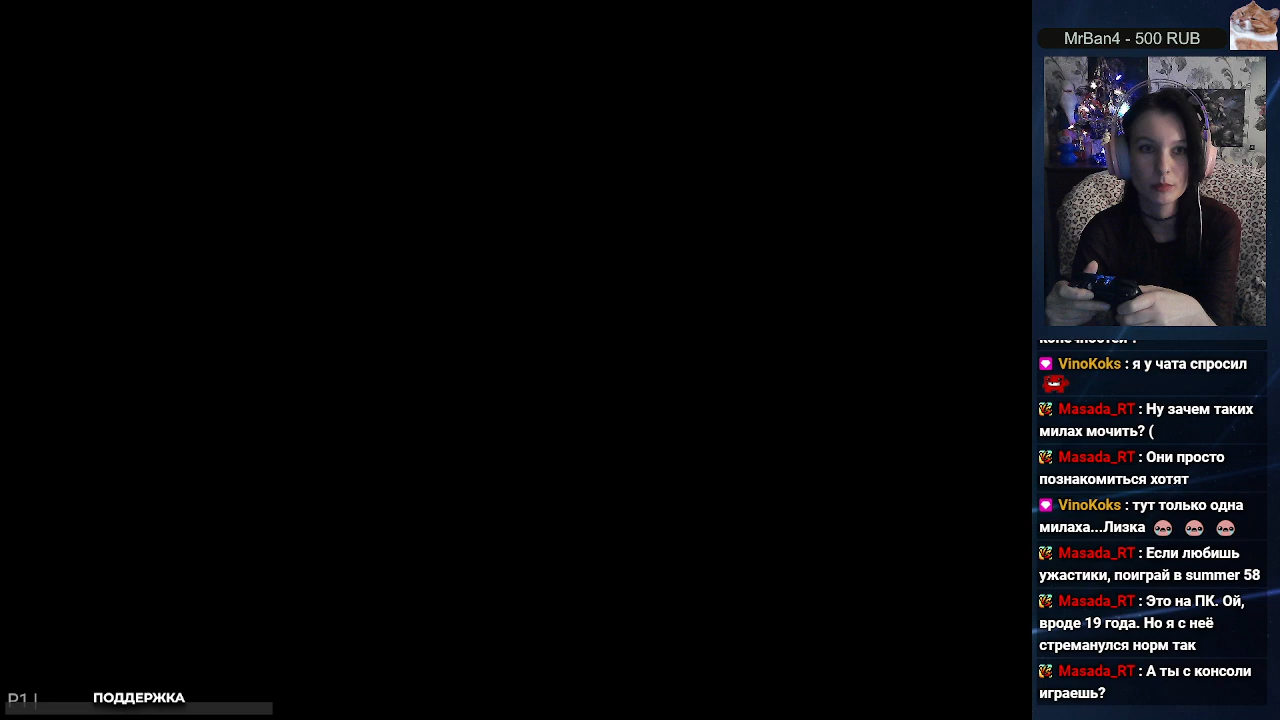 MrBan4 - 500 RUB
конечностей .
VinoKoks : я у чата спросил
Masada_RT : Ну зачем таких
милах мочить? (
Masada_RT : Они просто
познакомиться хотят
VinoKoks : тут только одна
милаха...Лизка
Masada_RT : Если любишь
ужастики, поиграй в summer 58
Masada_RT : Это на ПК. Ой,
вроде 19 года. Но я с неё
стреманулся норм так
Masada_RT : А ты с консоли
играешь?
P1 |
ПОДДЕРЖКА